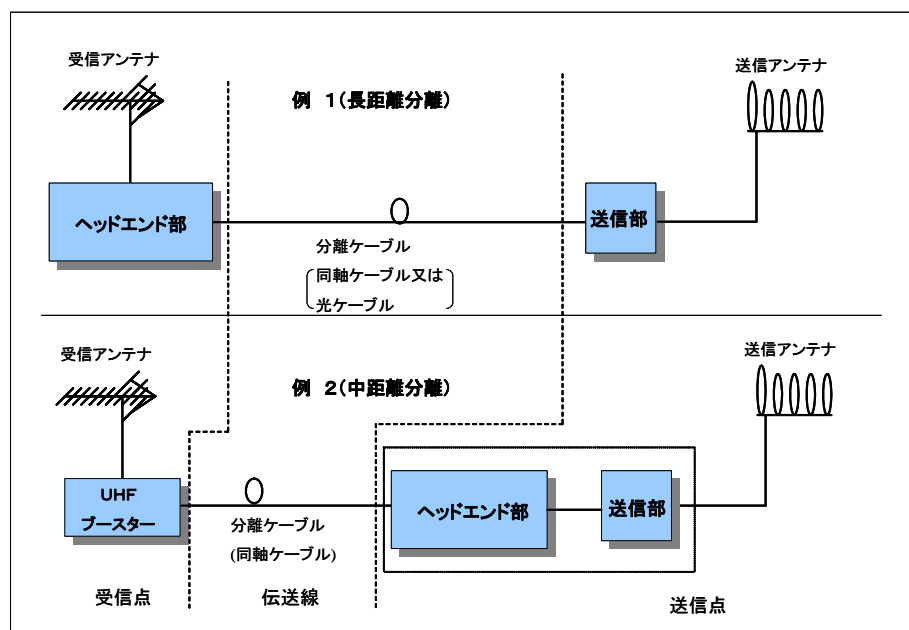 受信アンテナ
送信アンテナ
例 1(長距離分離)
ヘッドエンド部
送信部
分離ケーブル
同軸ケーブル又は
光ケーブル
受信アンテナ
送信アンテナ
例 2(中距離分離)
UHF
ブースター
ヘッドエンド部
送信部
分離ケーブル
(同軸ケーブル)
受信点
伝送線
送信点